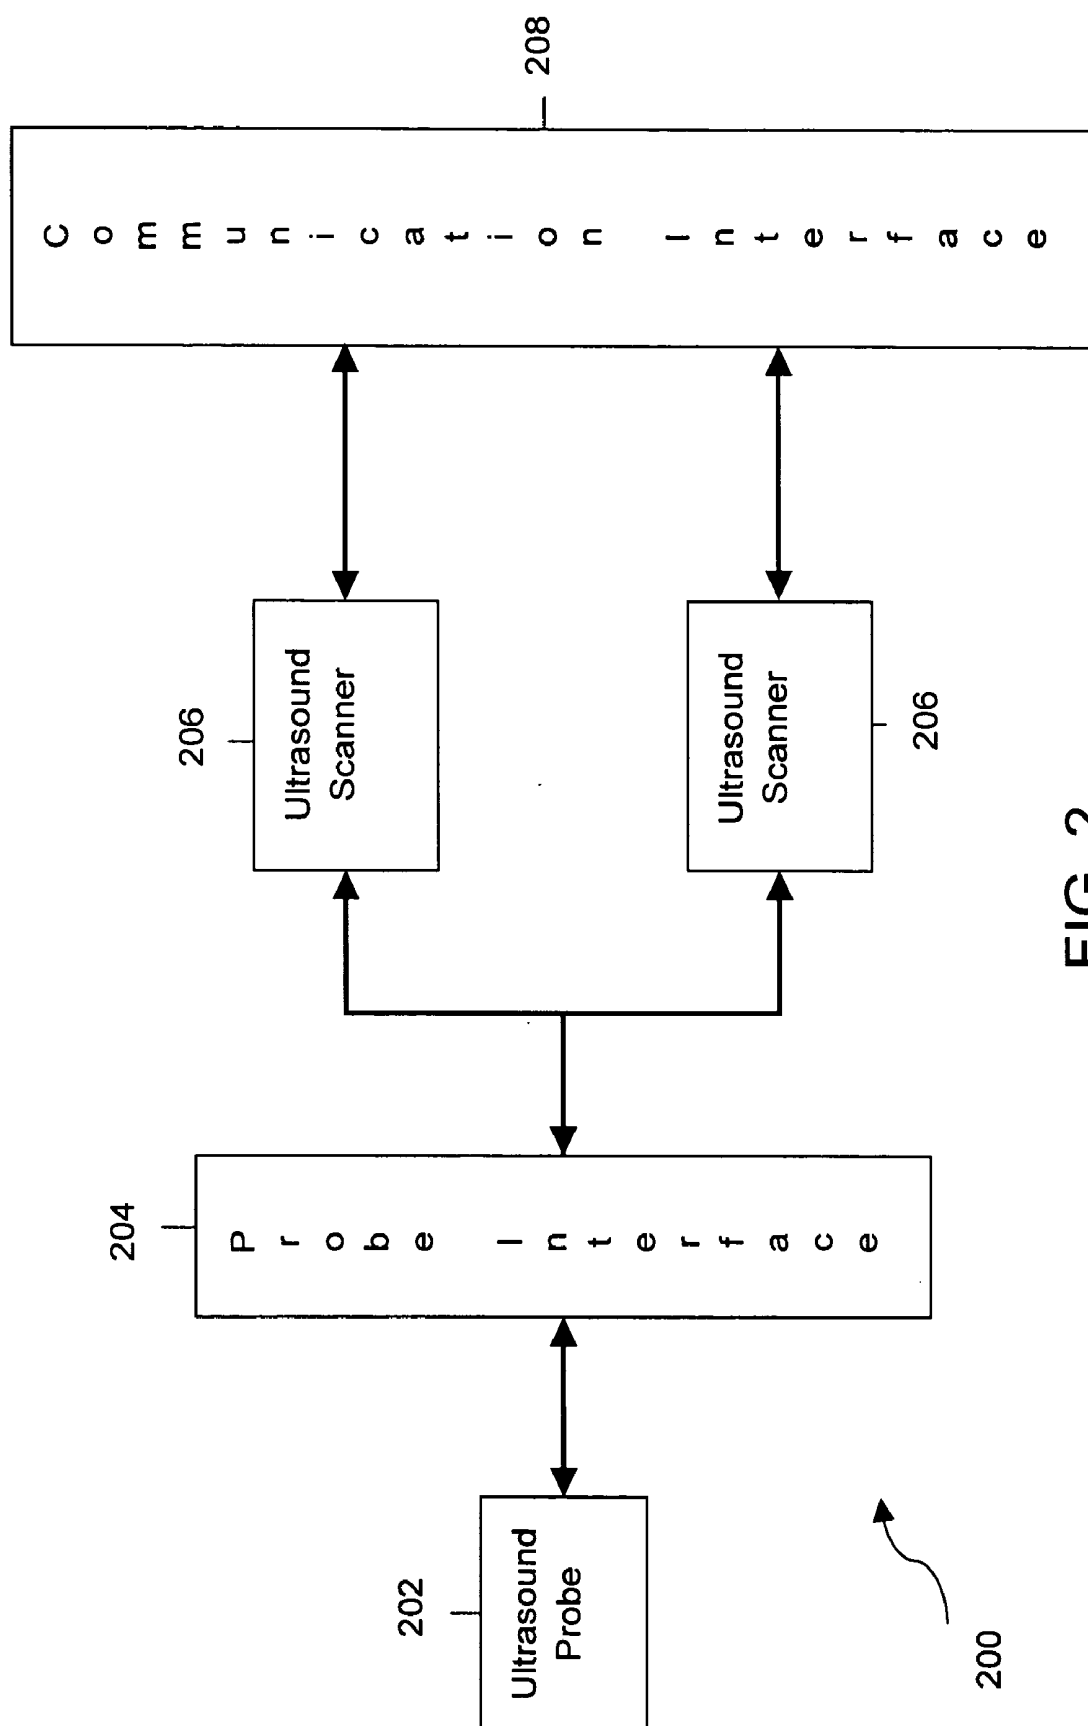 202
Ultrasound
Probe
204
Probe Interface
206
Ultrasound
Scanner
Ultrasound
Scanner
206
Communication Interface
208
200
FIG. 2